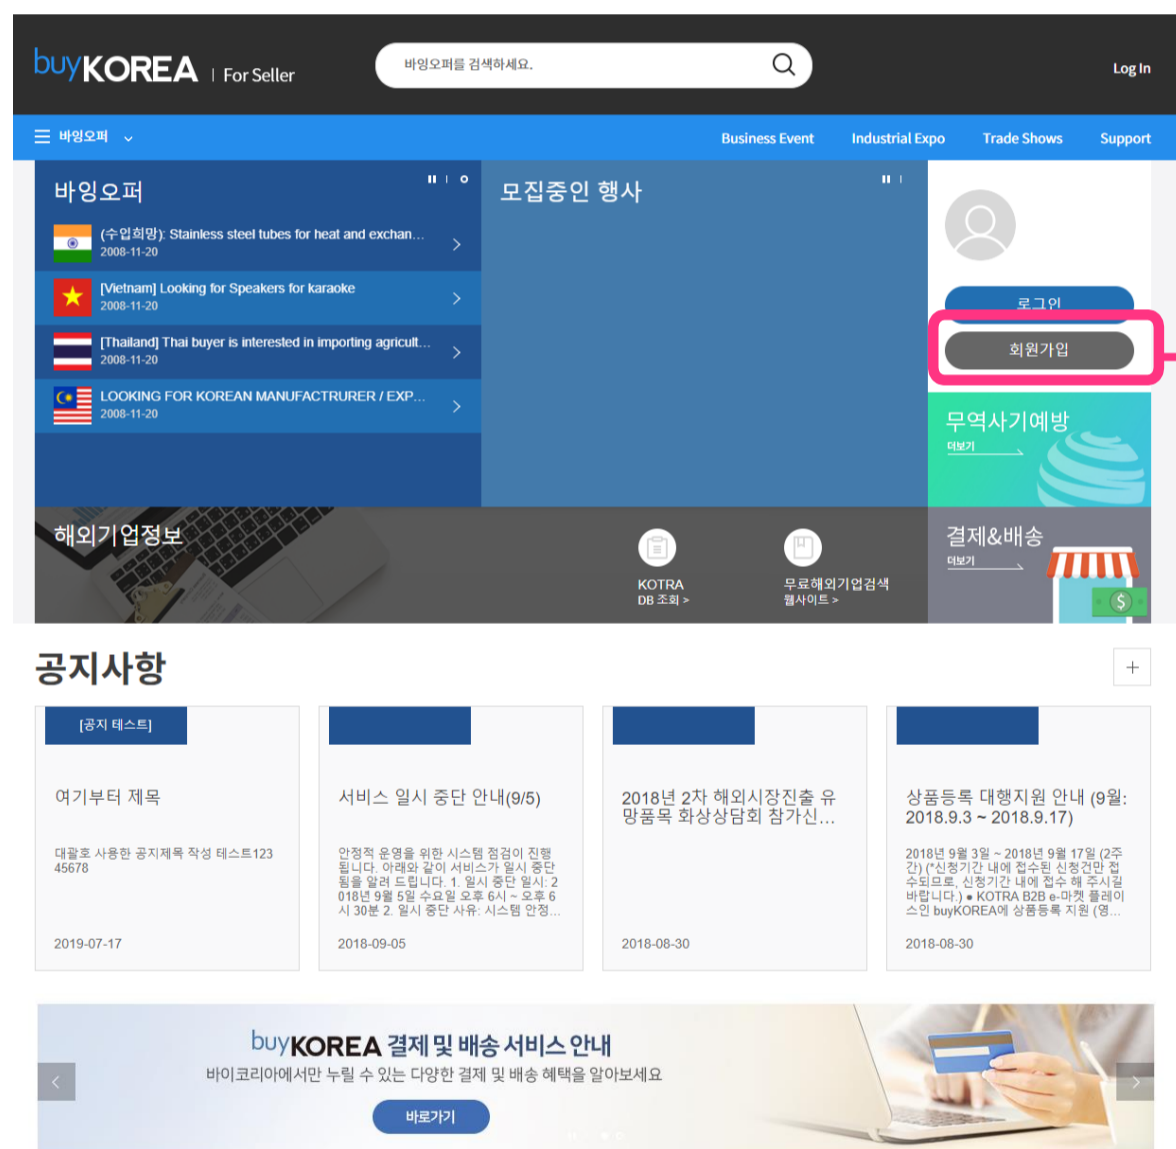 buyKOREA | For Seller
바잉오퍼를 검색하세요.
Log In
바잉오퍼
Business Event
Industrial Expo
Trade Shows
Support
바잉오퍼
(수입희망): Stainless steel tubes for heat and exchan...
2008-11-20
[Vietnam] Looking for Speakers for karaoke
2008-11-20
[Thailand] Thai buyer is interested in importing agricult...
2008-11-20
LOOKING FOR KOREAN MANUFACTRURER / EXP...
2008-11-20
모집중인 행사
로그인
회원가입
무역사기예방
더보기
해외기업정보
KOTRA
DB 조회 >
무료해외기업검색
웹사이트 >
결제&배송
더보기
공지사항
[공지 테스트]
여기부터 제목
대괄호 사용한 공지제목 작성 테스트123
45678
2019-07-17
서비스 일시 중단 안내(9/5)
안정적 운영을 위한 시스템 점검이 진행
됩니다. 아래와 같이 서비스가 일시 중단
됨을 알려 드립니다. 1. 일시 중단 일시: 2
018년 9월 5일 수요일 오후 6시 ~ 오후 6
시 30분 2. 일시 중단 사유: 시스템 안정...
2018-09-05
2018년 2차 해외시장진출 유
망품목 화상상담회 참가신...
2018-08-30
상품등록 대행지원 안내 (9월:
2018.9.3 ~ 2018.9.17)
2018년 9월 3일 ~ 2018년 9월 17일 (2주
간) (*신청기간 내에 접수된 신청건만 접
수되므로, 신청기간 내에 접수 해 주시길
바랍니다.) ● KOTRA B2B e-마켓 플레이
스인 buyKOREA에 상품등록 지원 (영...
2018-08-30
buyKOREA 결제 및 배송 서비스 안내
바이코리아에서만 누릴 수 있는 다양한 결제 및 배송 혜택을 알아보세요
바로가기